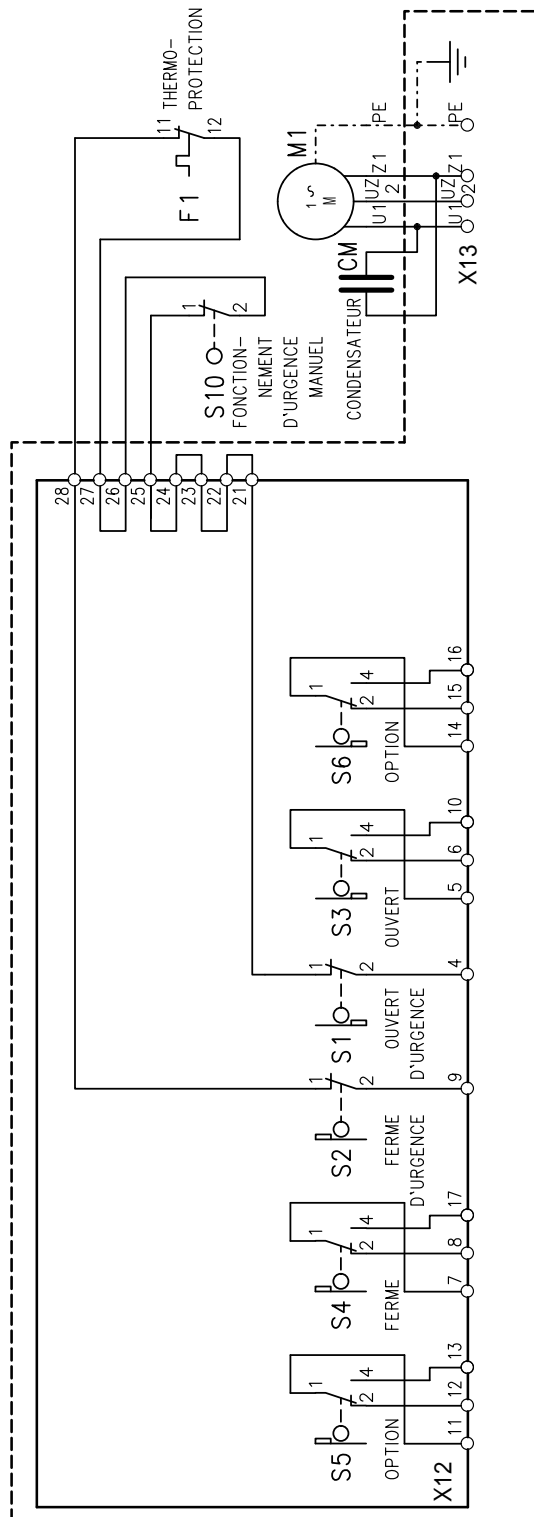 11 THERMO-
PROTECTION
12
F1
M1
1~
M
PE
Z1
UZ
2
U1
PE
Z1
UZ
2
U1
X13
CM
CONDENSATEUR
1
2
S10
FONCTION-
NEMENT
D'URGENCE
MANUEL
28
27
26
25
24
23
22
21
1
2
4
S6
OPTION
14
15
16
1
2
4
S3
OUVERT
5
6
10
1
2
S1
OUVERT
D'URGENCE
4
1
2
S2
FERME
D'URGENCE
9
1
2
4
S4
FERME
7
8
17
1
2
4
S5
OPTION
11
12
13
X12